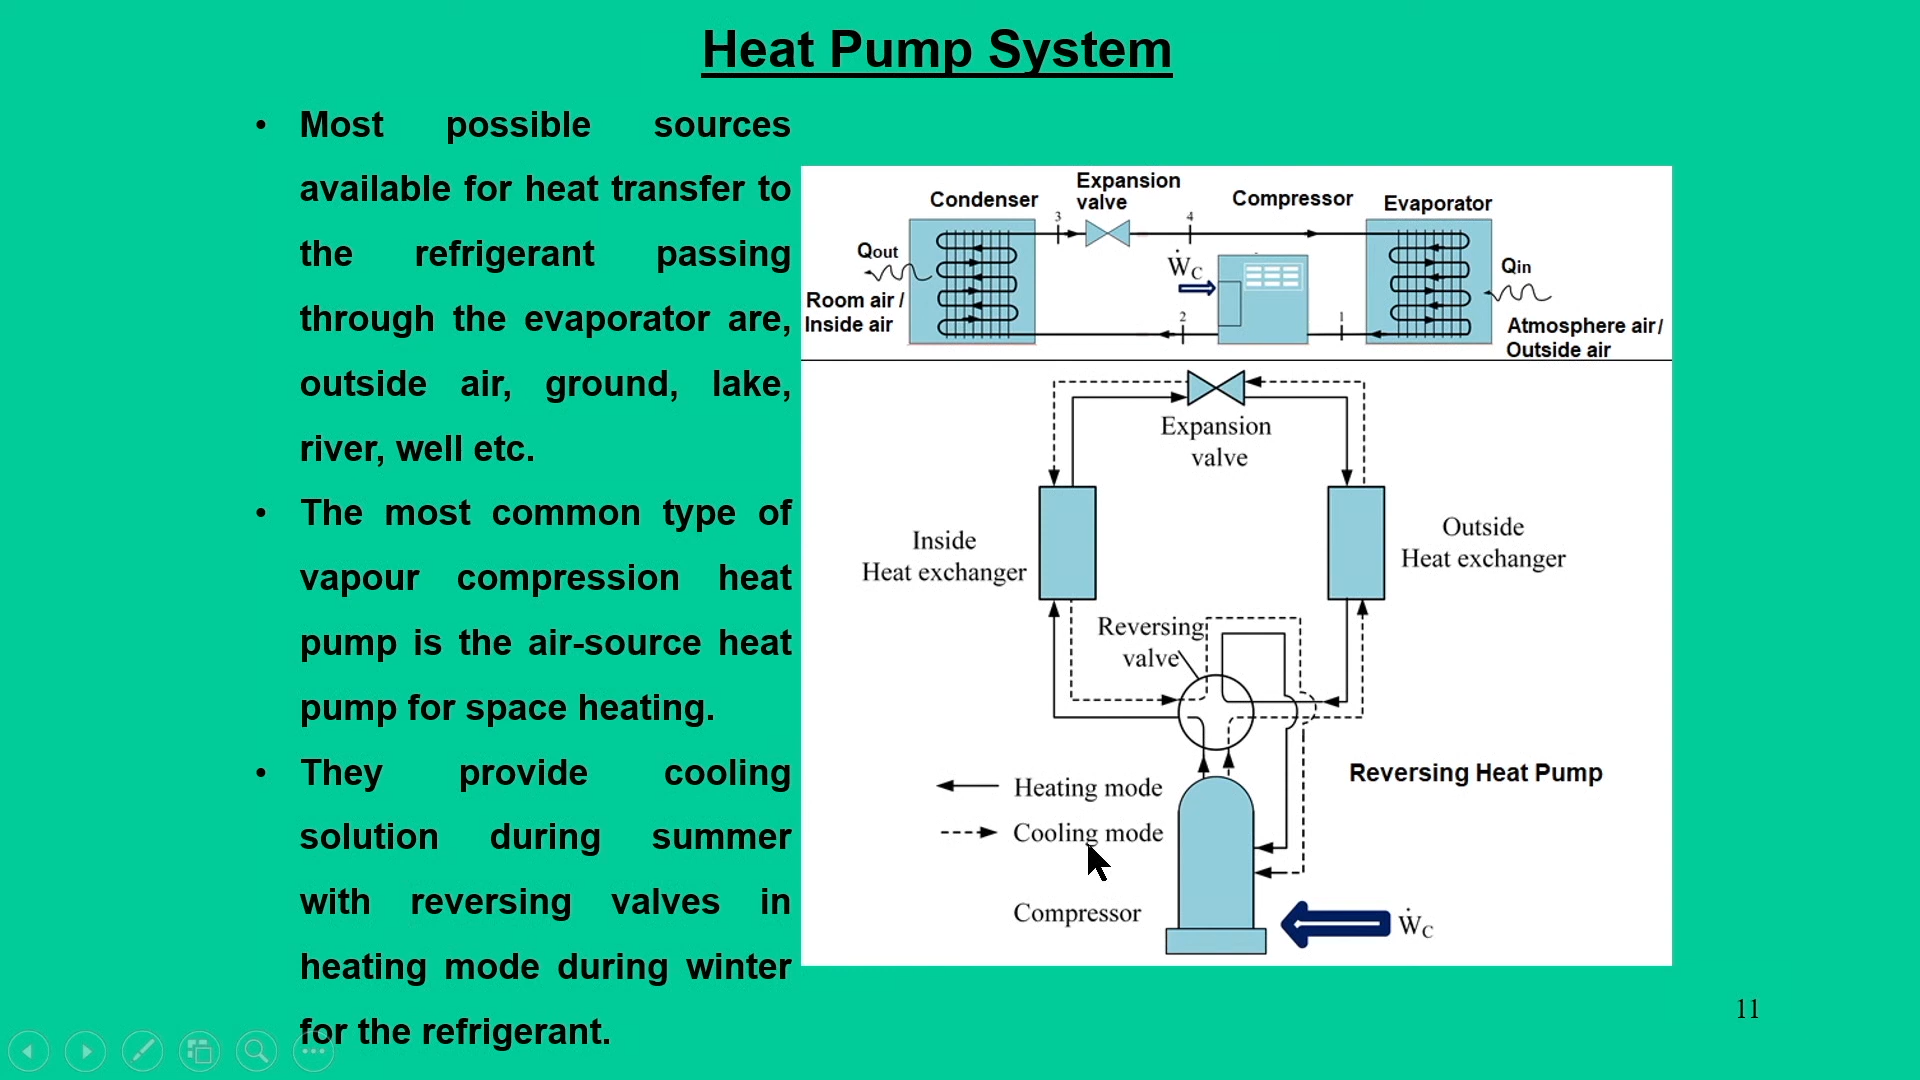 Heat Pump System
• Most possible sources
available for heat transfer to
the refrigerant passing
through the evaporator are,
outside air, ground, lake,
river, well etc.
• The most common type of
vapour compression heat
pump is the air-source heat
pump for space heating.
• They provide cooling
solution during summer
with reversing valves in
heating mode during winter
for the refrigerant.
Condenser
Expansion
valve
Compressor
Evaporator
3
4
Qout
ẆC
Qin
Room air /
Inside air
2
1
Atmosphere air/
Outside air
Expansion
valve
Inside
Heat exchanger
Outside
Heat exchanger
Reversing
valve
Reversing Heat Pump
Heating mode
Cooling mode
Compressor
ẆC
11